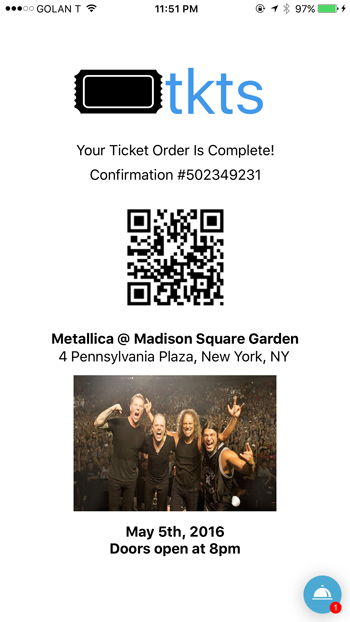 GOLAN T 11:51 PM 97%
tkts
Your Ticket Order Is Complete!
Confirmation #502349231
Metallica @ Madison Square Garden
4 Pennsylvania Plaza, New York, NY
May 5th, 2016
Doors open at 8pm
1